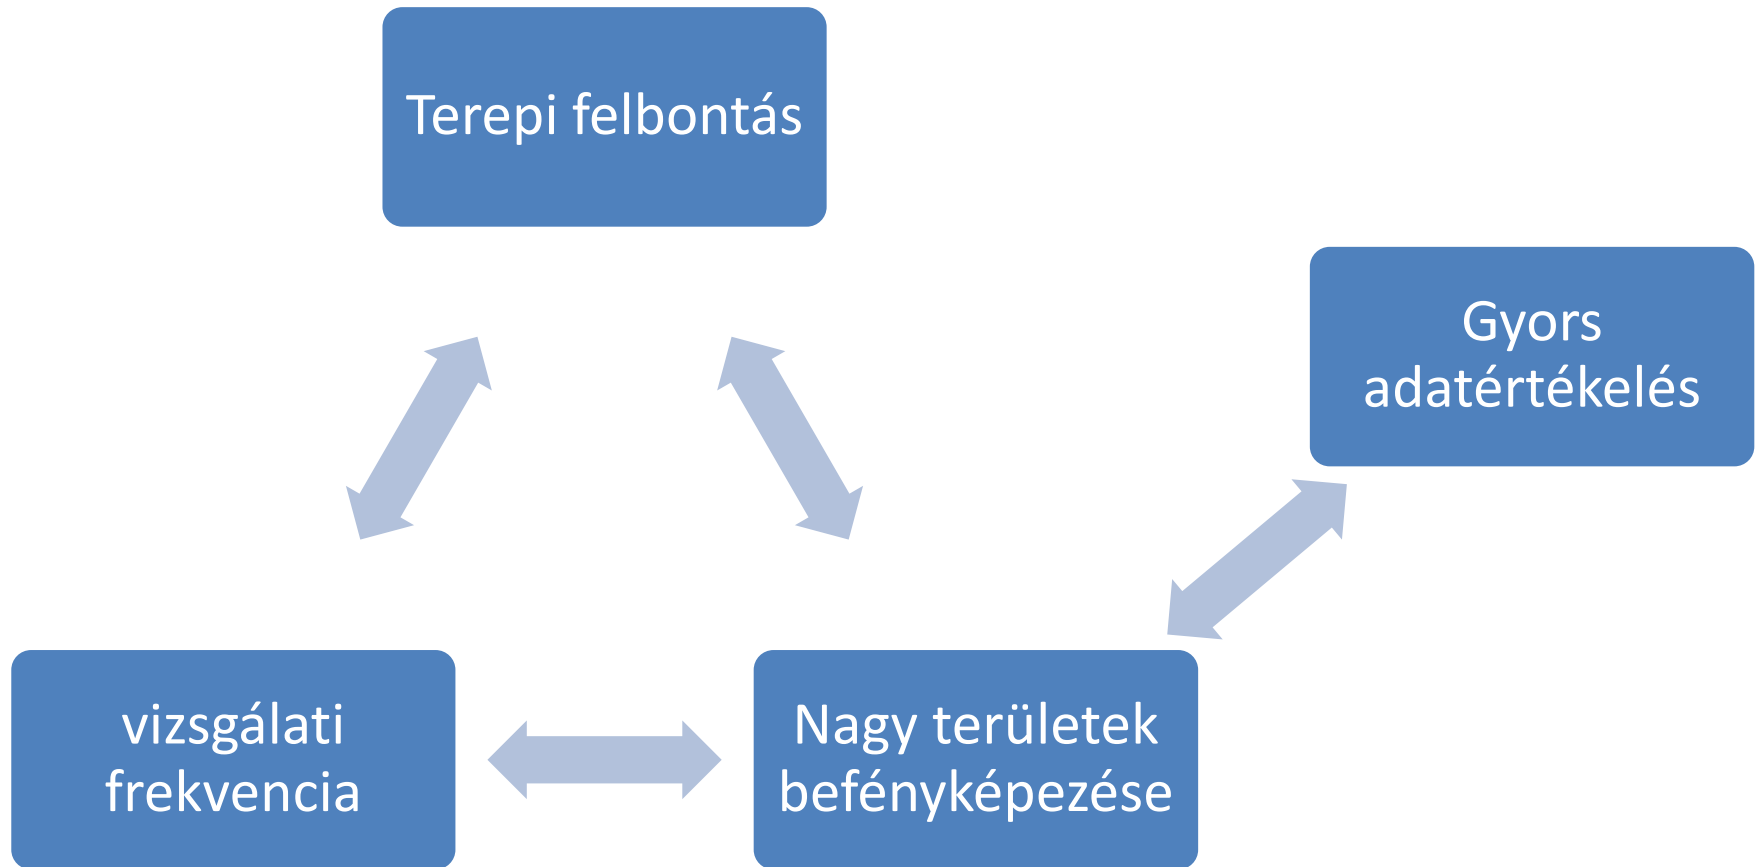 Terepi felbontás
Gyors
adatértékelés
vizsgálati
frekvencia
Nagy területek
befényképezése